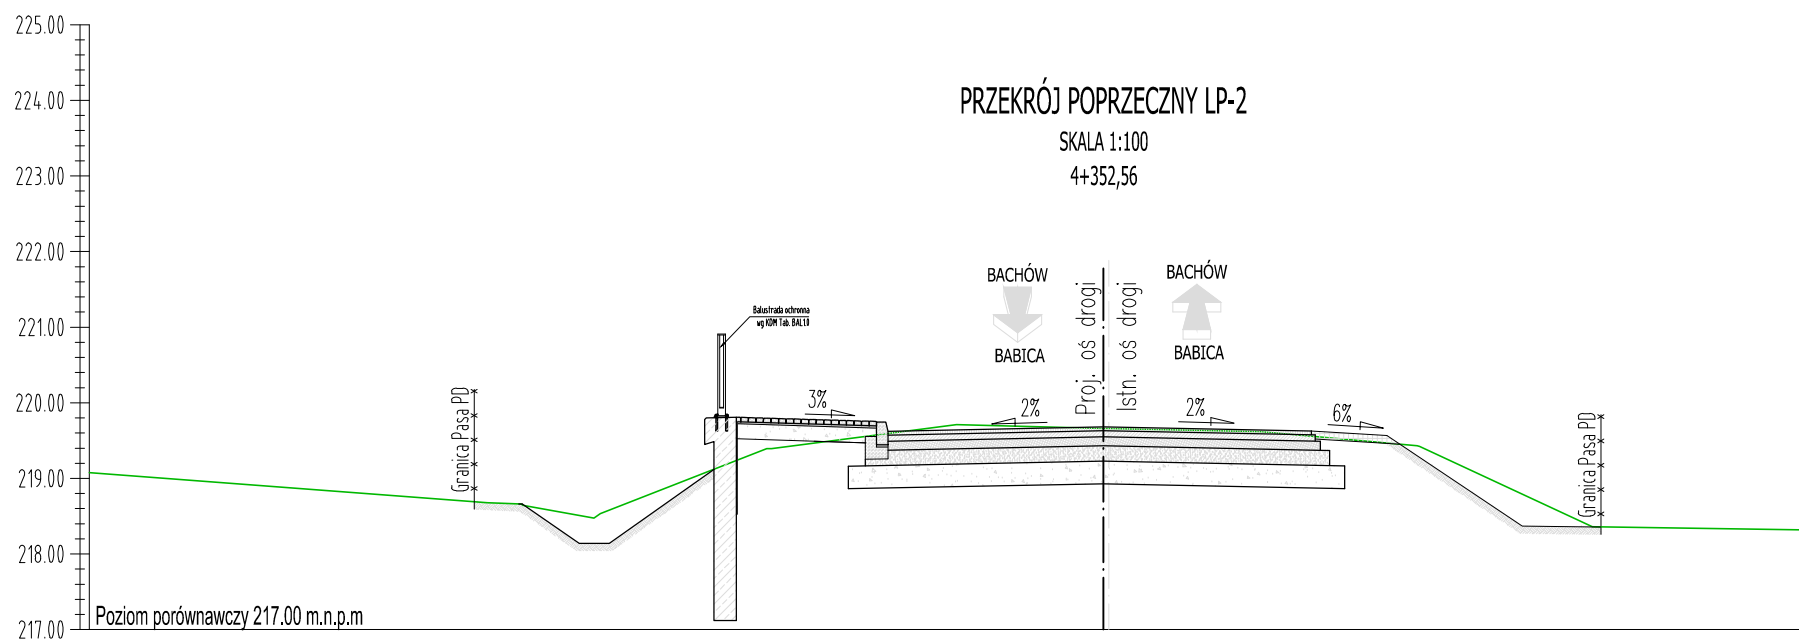 225.00
224.00
223.00
222.00
221.00
220.00
219.00
218.00
217.00
PRZEKRÓJ POPRZECZNY LP-2
SKALA 1:100
4+352,56
BACHÓW
BABICA
Proj. oś drogi
Istn. oś drogi
BACHÓW
BABICA
Balustrada ochronna
wg KDM Tab. BAL1.0
Granica Pasa PD
3%
2%
2%
6%
Granica Pasa PD
Poziom porównawczy 217.00 m.n.p.m